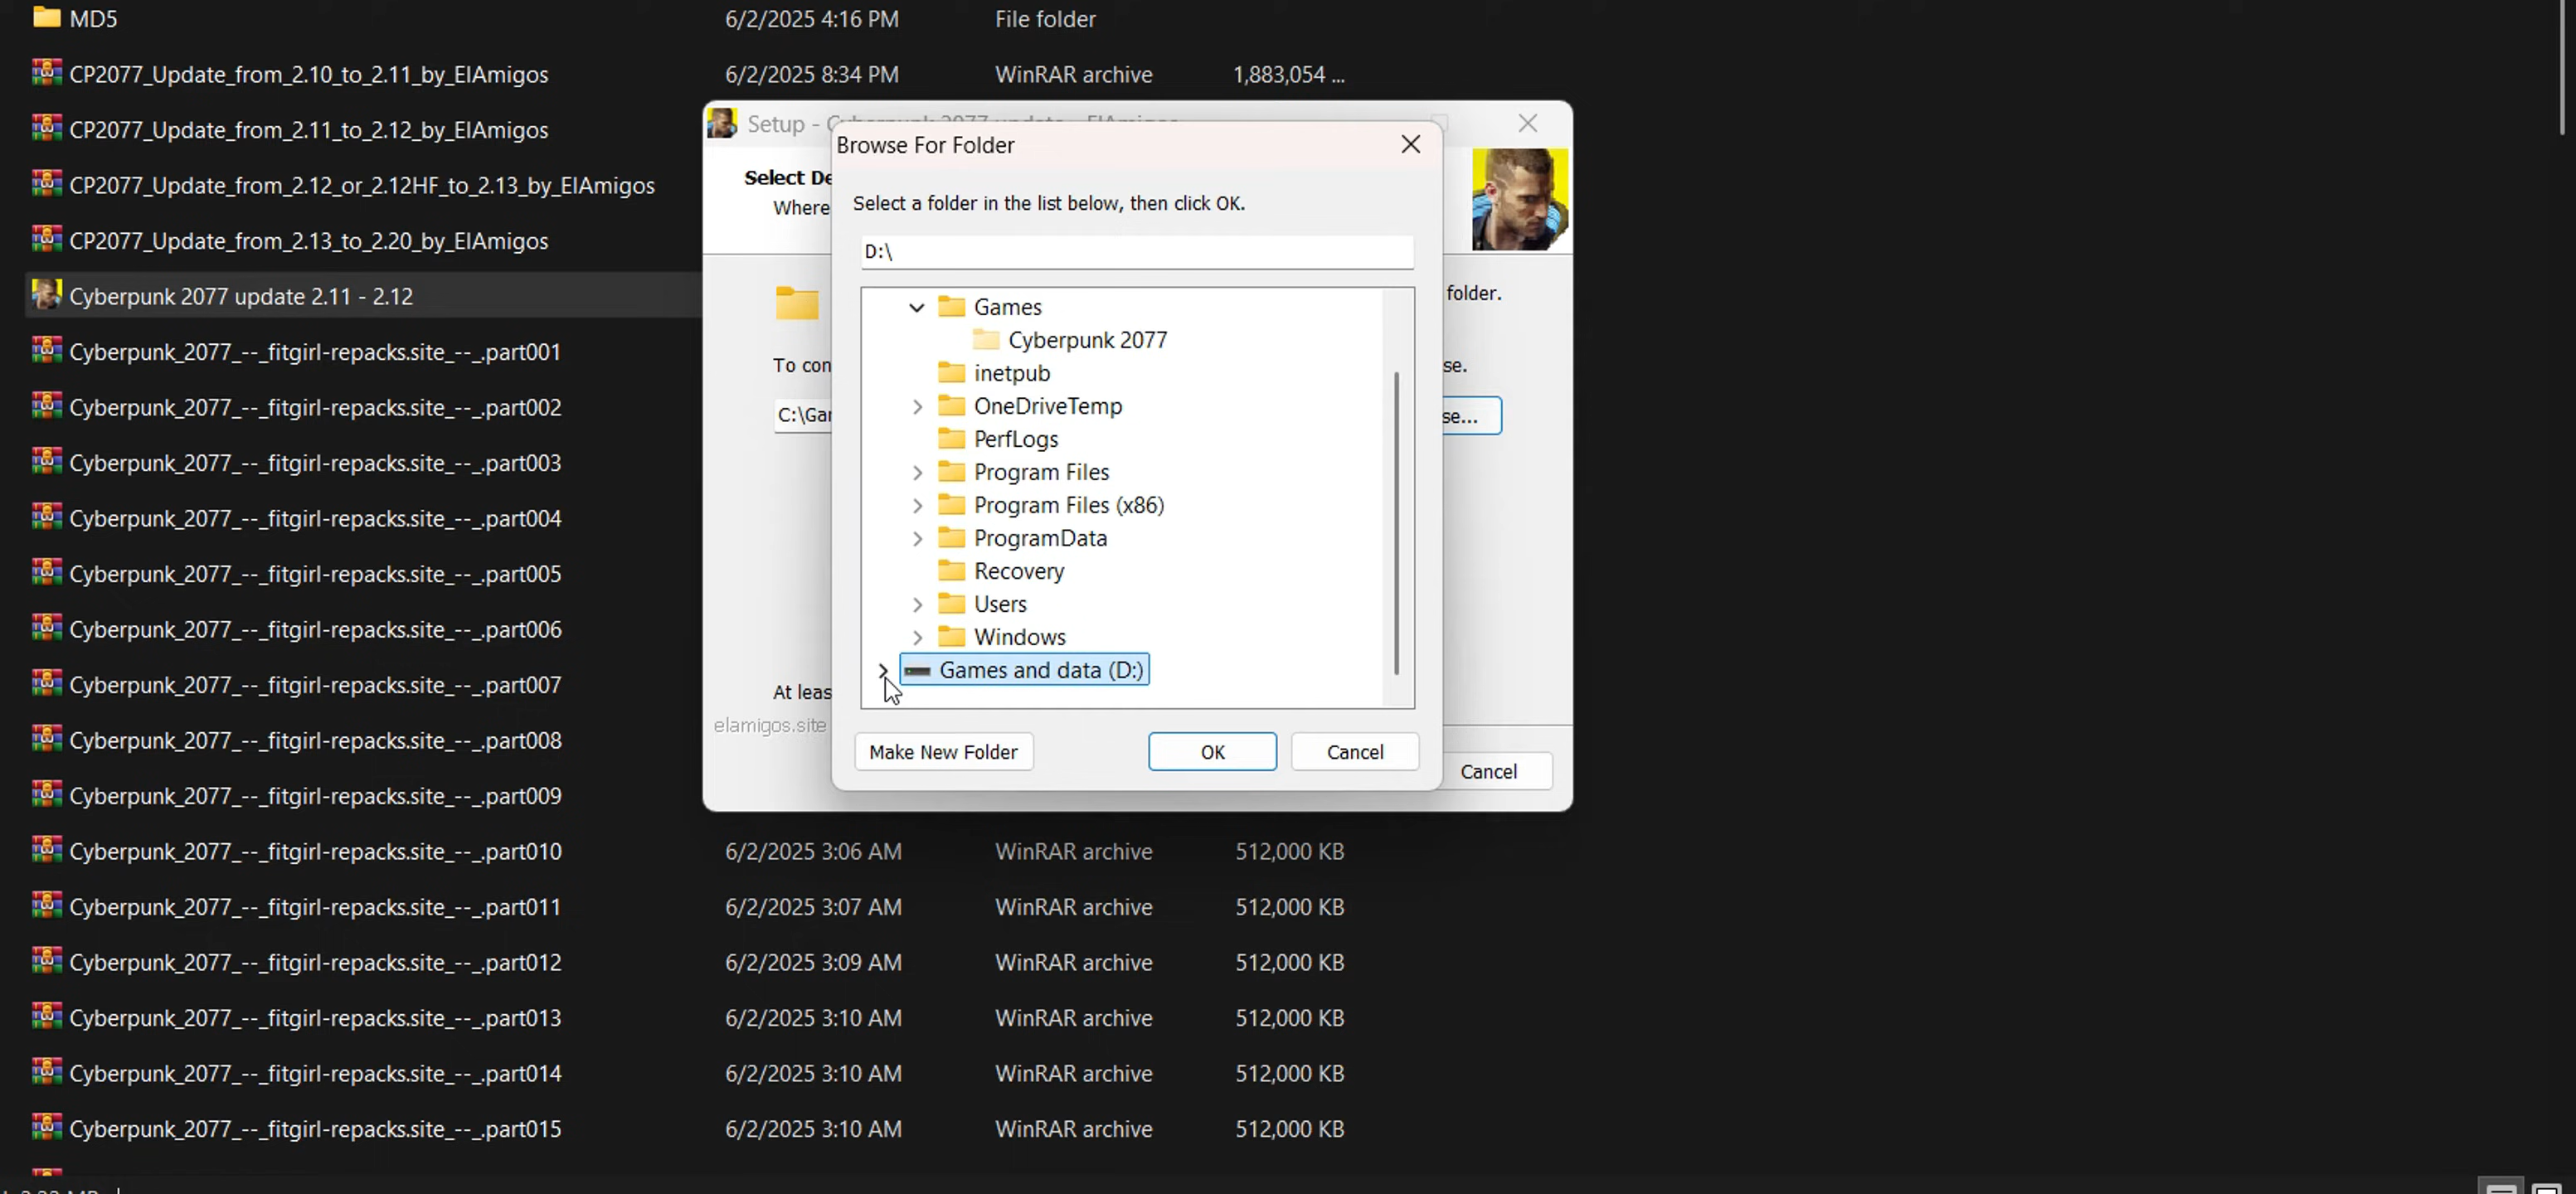 MD5 6/2/2025 4:16 PM File folder
CP2077_Update_from_2.10_to_2.11_by_ElAmigos 6/2/2025 8:34 PM WinRAR archive 1,883,054 ...
CP2077_Update_from_2.11_to_2.12_by_ElAmigos
CP2077_Update_from_2.12_or_2.12HF_to_2.13_by_ElAmigos
CP2077_Update_from_2.13_to_2.20_by_ElAmigos
Cyberpunk 2077 update 2.11 - 2.12
Cyberpunk_2077_--_fitgirl-repacks.site_--_.part001
Cyberpunk_2077_--_fitgirl-repacks.site_--_.part002
Cyberpunk_2077_--_fitgirl-repacks.site_--_.part003
Cyberpunk_2077_--_fitgirl-repacks.site_--_.part004
Cyberpunk_2077_--_fitgirl-repacks.site_--_.part005
Cyberpunk_2077_--_fitgirl-repacks.site_--_.part006
Cyberpunk_2077_--_fitgirl-repacks.site_--_.part007
Cyberpunk_2077_--_fitgirl-repacks.site_--_.part008
Cyberpunk_2077_--_fitgirl-repacks.site_--_.part009
Cyberpunk_2077_--_fitgirl-repacks.site_--_.part010 6/2/2025 3:06 AM WinRAR archive 512,000 KB
Cyberpunk_2077_--_fitgirl-repacks.site_--_.part011 6/2/2025 3:07 AM WinRAR archive 512,000 KB
Cyberpunk_2077_--_fitgirl-repacks.site_--_.part012 6/2/2025 3:09 AM WinRAR archive 512,000 KB
Cyberpunk_2077_--_fitgirl-repacks.site_--_.part013 6/2/2025 3:10 AM WinRAR archive 512,000 KB
Cyberpunk_2077_--_fitgirl-repacks.site_--_.part014 6/2/2025 3:10 AM WinRAR archive 512,000 KB
Cyberpunk_2077_--_fitgirl-repacks.site_--_.part015 6/2/2025 3:10 AM WinRAR archive 512,000 KB
Setup -
Select De
Where
folder.
To con
se.
C:\Gar
se...
At leas
elamigos.site
Cancel
Browse For Folder
Select a folder in the list below, then click OK.
D:\
Games
Cyberpunk 2077
inetpub
OneDriveTemp
PerfLogs
Program Files
Program Files (x86)
ProgramData
Recovery
Users
Windows
Games and data (D:)
Make New Folder OK Cancel